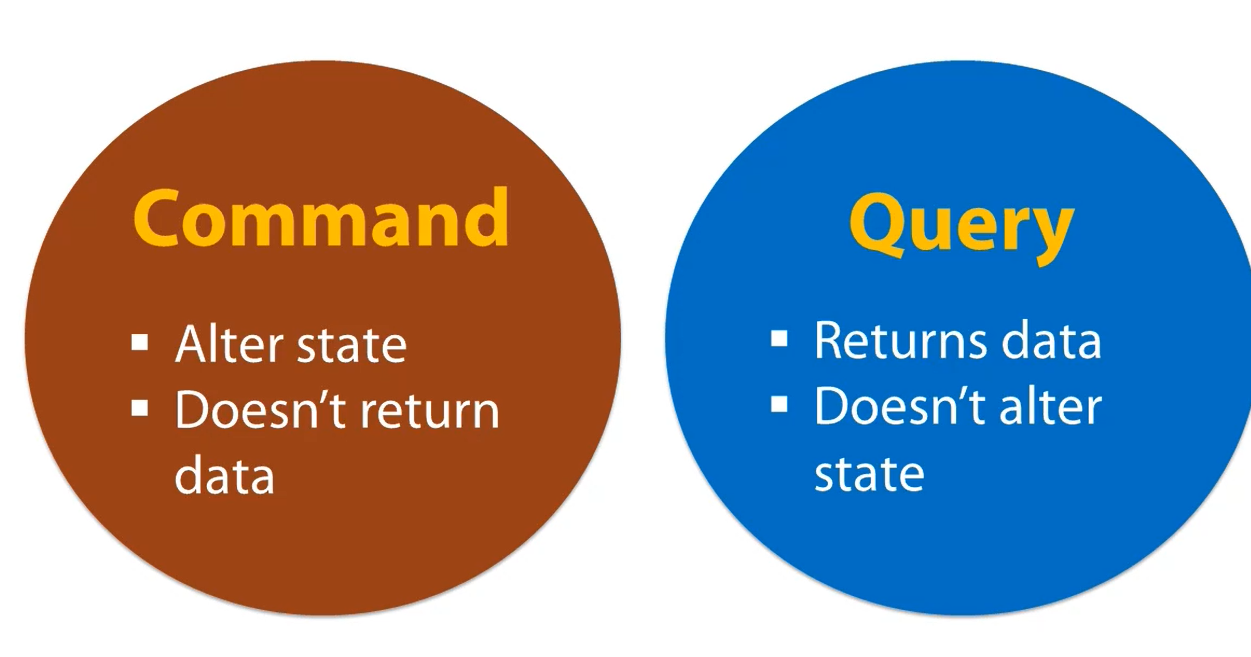 Command
▪ Alter state
▪ Doesn’t return
data
Query
▪ Returns data
▪ Doesn’t alter
state